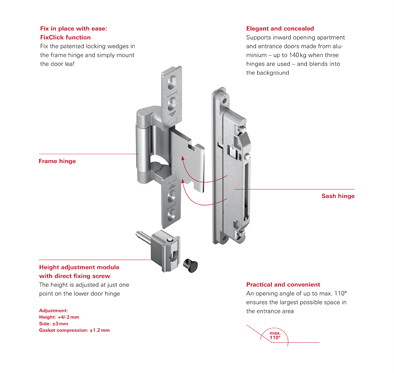 Fix in place with ease:
FixClick function
Fix the patented locking wedges in
the frame hinge and simply mount
the door leaf
Elegant and concealed
Supports inward opening apartment
and entrance doors made from alu-
minium – up to 140 kg when three
hinges are used – and blends into
the background
Frame hinge
Sash hinge
Height adjustment module
with direct fixing screw
The height is adjusted at just one
point on the lower door hinge
Adjustment:
Height: +4/-2 mm
Side: ±3 mm
Gasket compression: ±1.2 mm
Practical and convenient
An opening angle of up to max. 110°
ensures the largest possible space in
the entrance area
max.
110°